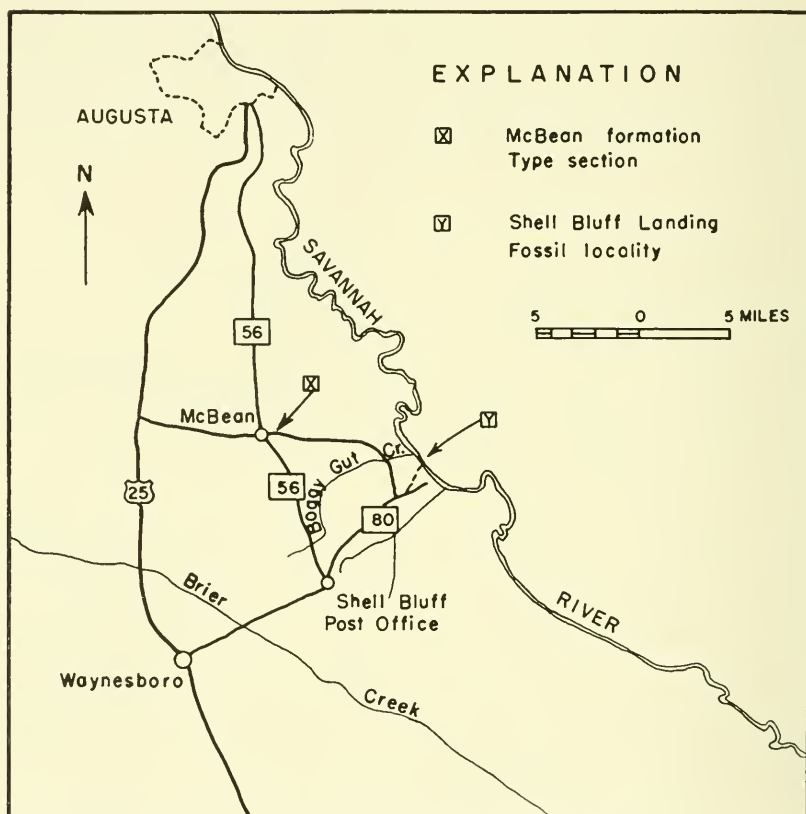 EXPLANATION
AUGUSTA
X McBean formation
Type section
N
Y Shell Bluff Landing
Fossil locality
SAVANNAH
5 0 5 MILES
56
X
McBean
Y
Boggy Gut Cr.
56
25
80
Brier
Shell Bluff
Post Office
RIVER
Waynesboro
Creek